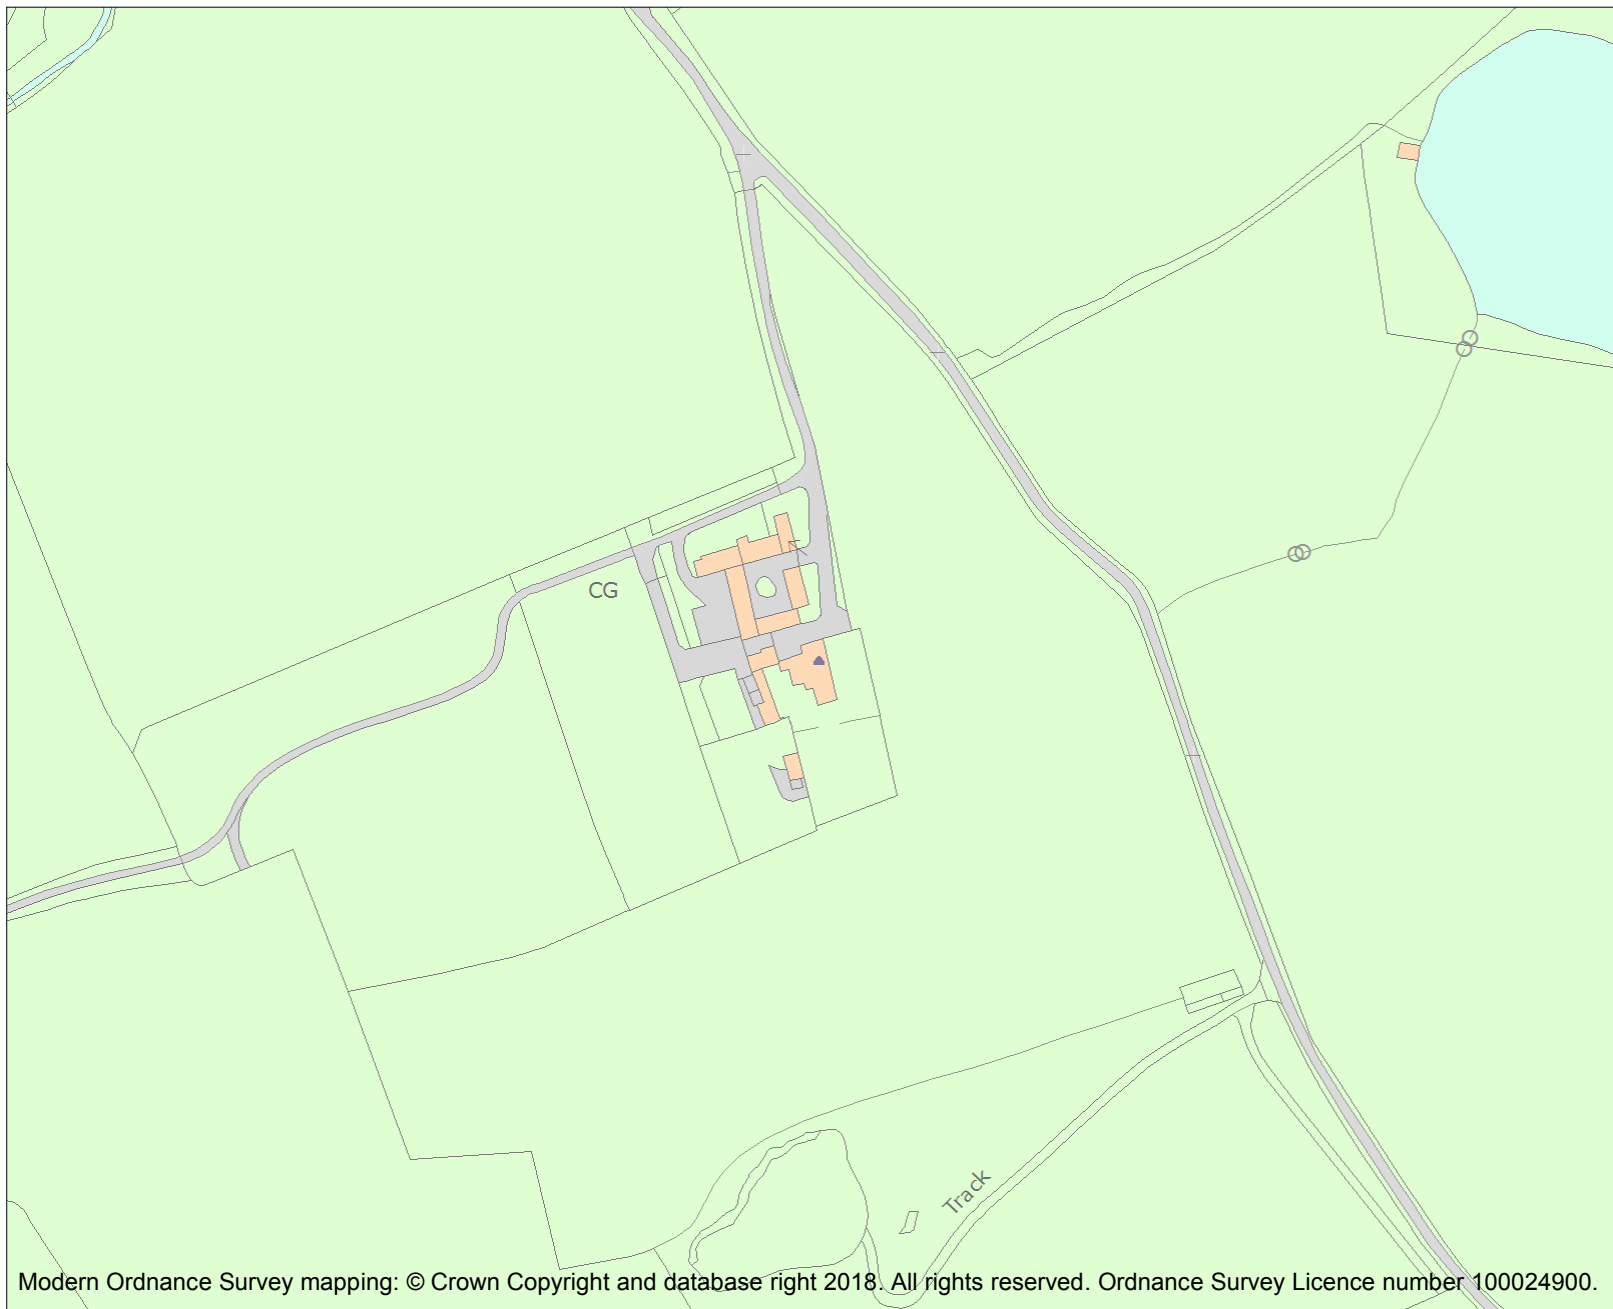 CG
Track
Modern Ordnance Survey mapping: © Crown Copyright and database right 2018. All rights reserved. Ordnance Survey Licence number 100024900.